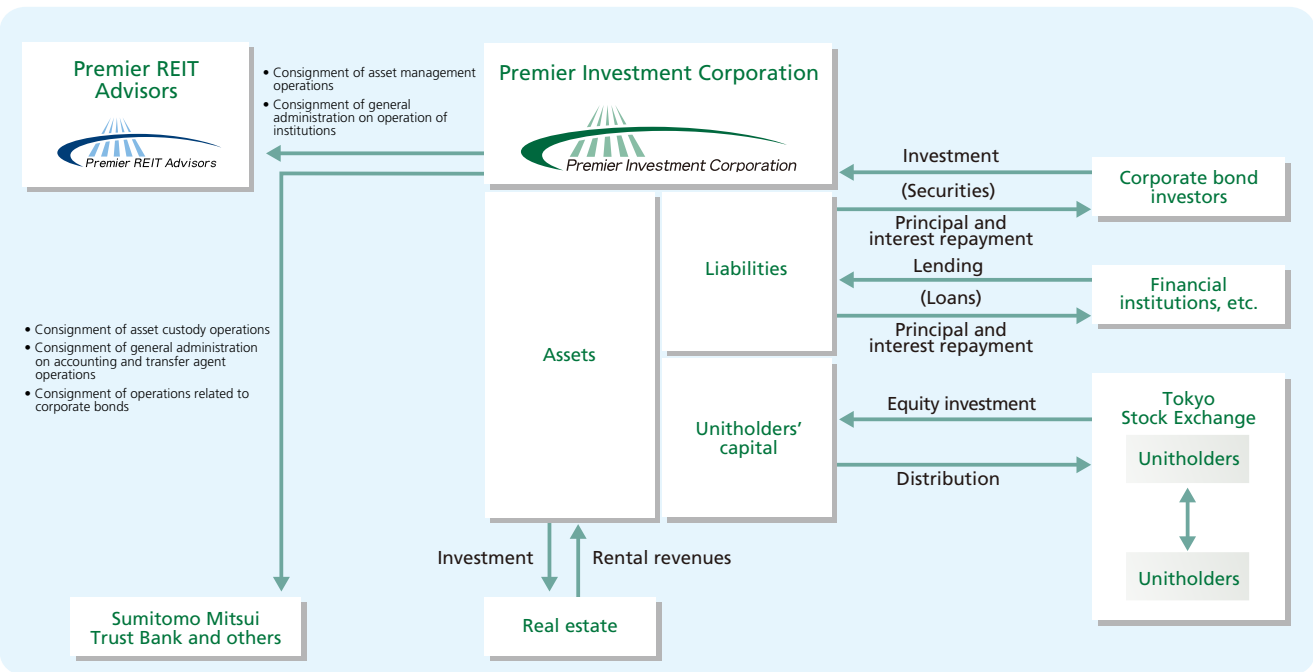 Premier REIT
Advisors
Premier REIT Advisors
• Consignment of asset management
operations
• Consignment of general
administration on operation of
institutions
Premier Investment Corporation
Premier Investment Corporation
Investment
(Securities)
Principal and
interest repayment
Corporate bond
investors
Lending
(Loans)
Principal and
interest repayment
Financial
institutions, etc.
Liabilities
Assets
Unitholders’
capital
Equity investment
Distribution
Tokyo
Stock Exchange
Unitholders
Unitholders
• Consignment of asset custody operations
• Consignment of general administration
on accounting and transfer agent
operations
• Consignment of operations related to
corporate bonds
Investment
Rental revenues
Sumitomo Mitsui
Trust Bank and others
Real estate